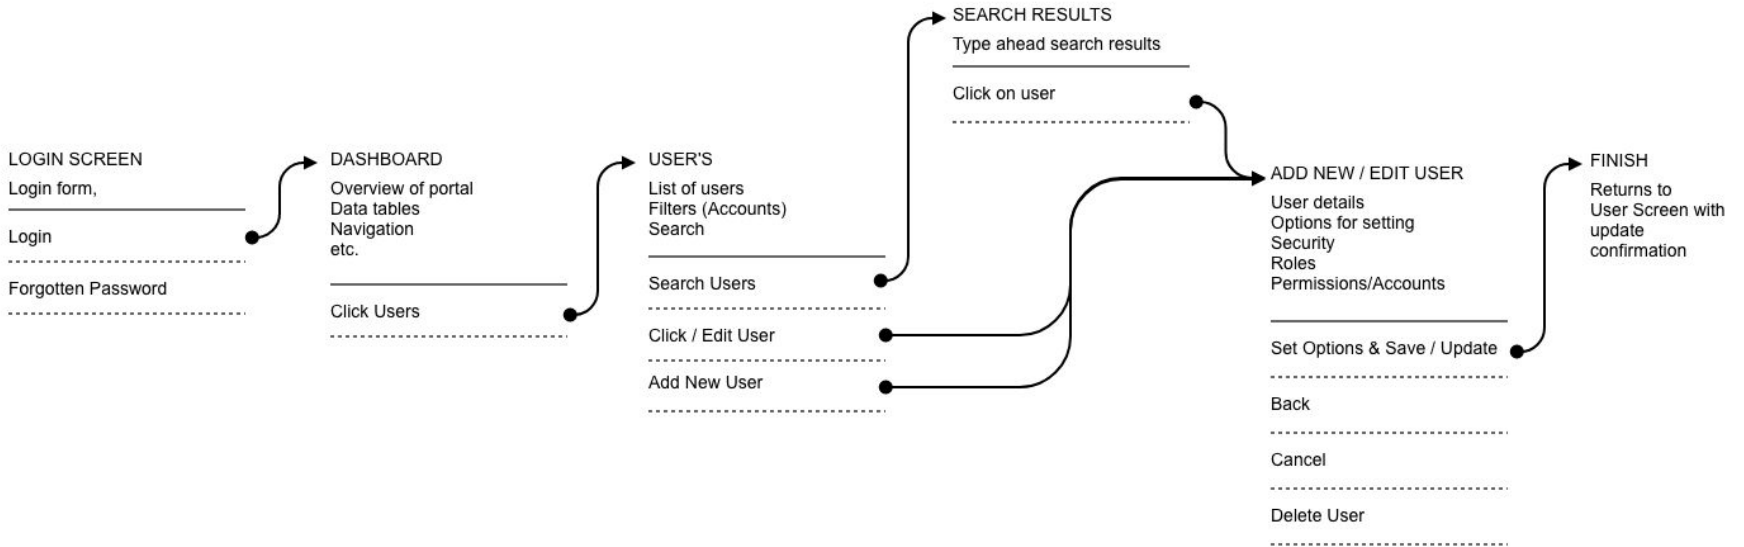 LOGIN SCREEN
Login form,
Login
Forgotten Password
DASHBOARD
Overview of portal
Data tables
Navigation
etc.
Click Users
USER'S
List of users
Filters (Accounts)
Search
Search Users
Click / Edit User
Add New User
SEARCH RESULTS
Type ahead search results
Click on user
ADD NEW / EDIT USER
User details
Options for setting
Security
Roles
Permissions/Accounts
Set Options & Save / Update
Back
Cancel
Delete User
FINISH
Returns to
User Screen with
update
confirmation